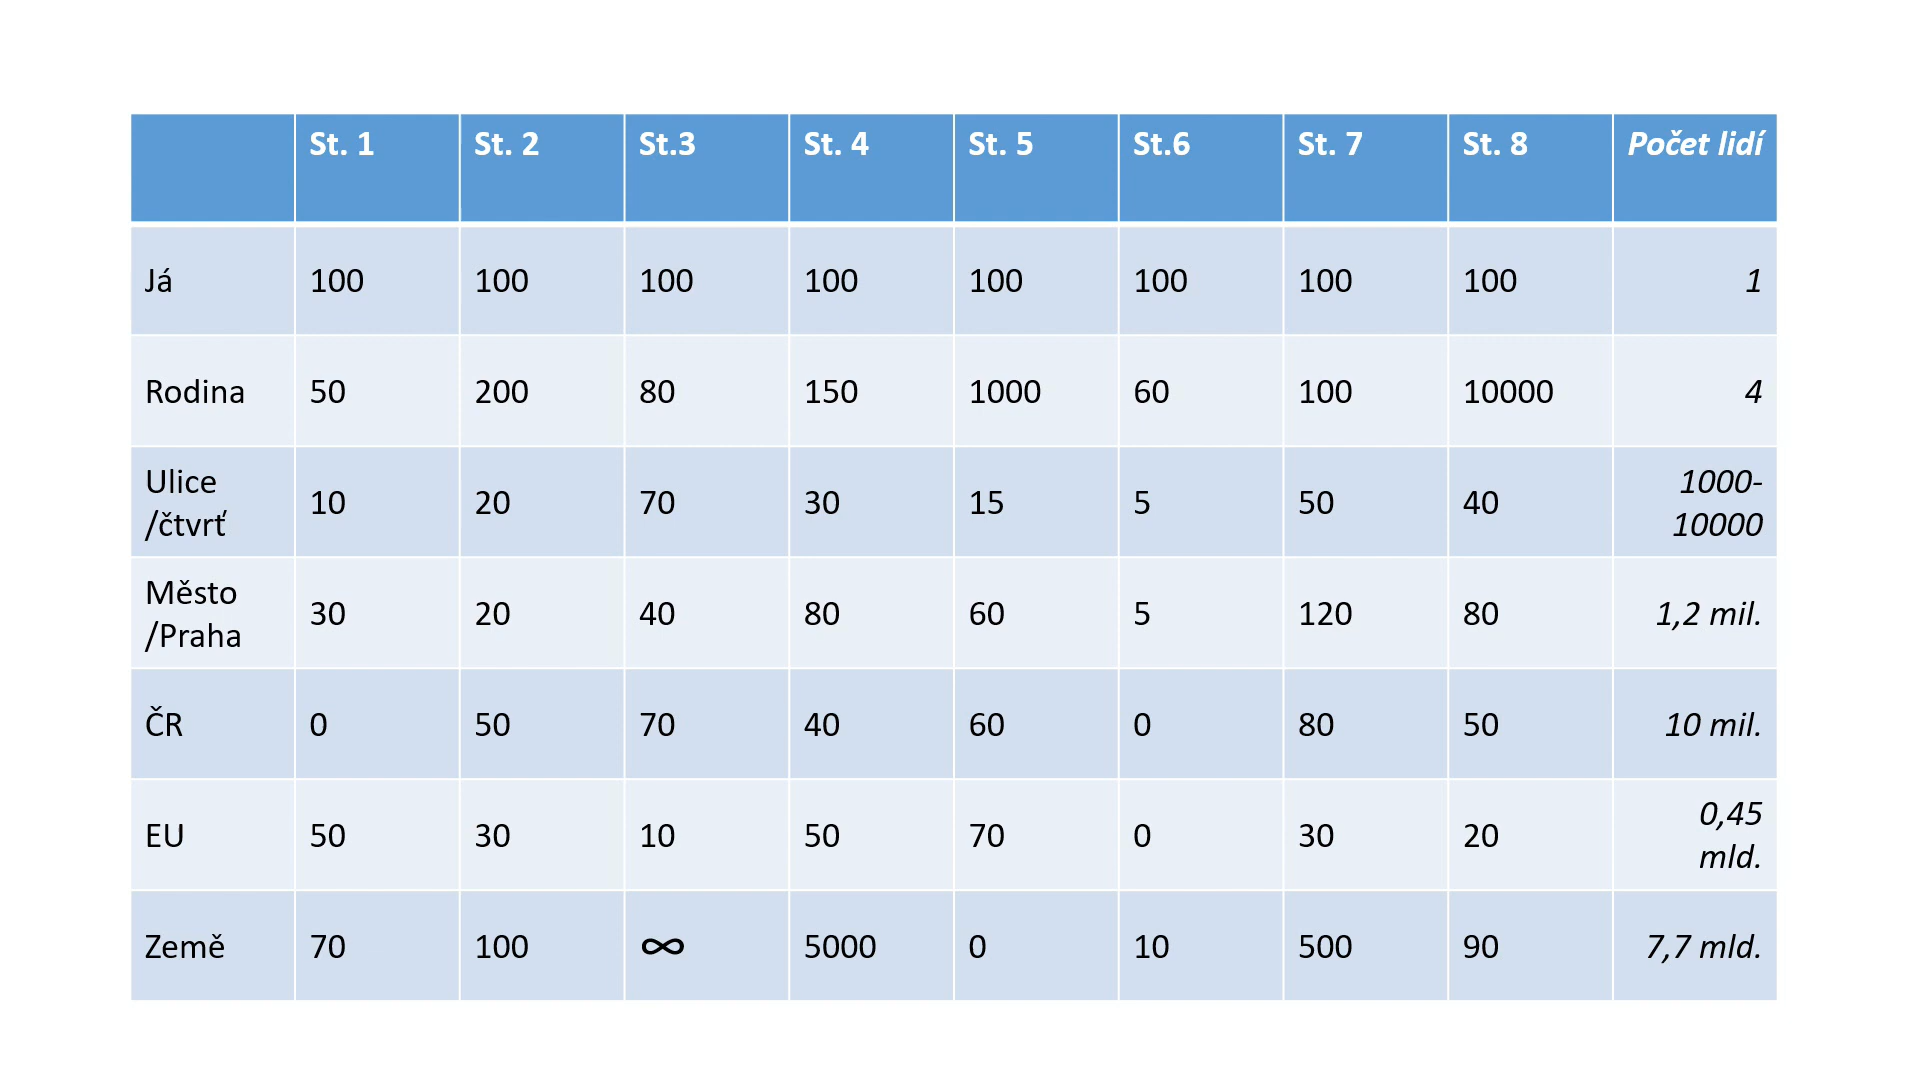 St. 1 St. 2 St.3 St. 4 St. 5 St.6 St. 7 St. 8 Počet lidí
Já 100 100 100 100 100 100 100 100 1
Rodina 50 200 80 150 1000 60 100 10000 4
Ulice
/čtvrť 10 20 70 30 15 5 50 40 1000-
10000
Město
/Praha 30 20 40 80 60 5 120 80 1,2 mil.
ČR 0 50 70 40 60 0 80 50 10 mil.
EU 50 30 10 50 70 0 30 20 0,45
mld.
Země 70 100 ∞ 5000 0 10 500 90 7,7 mld.